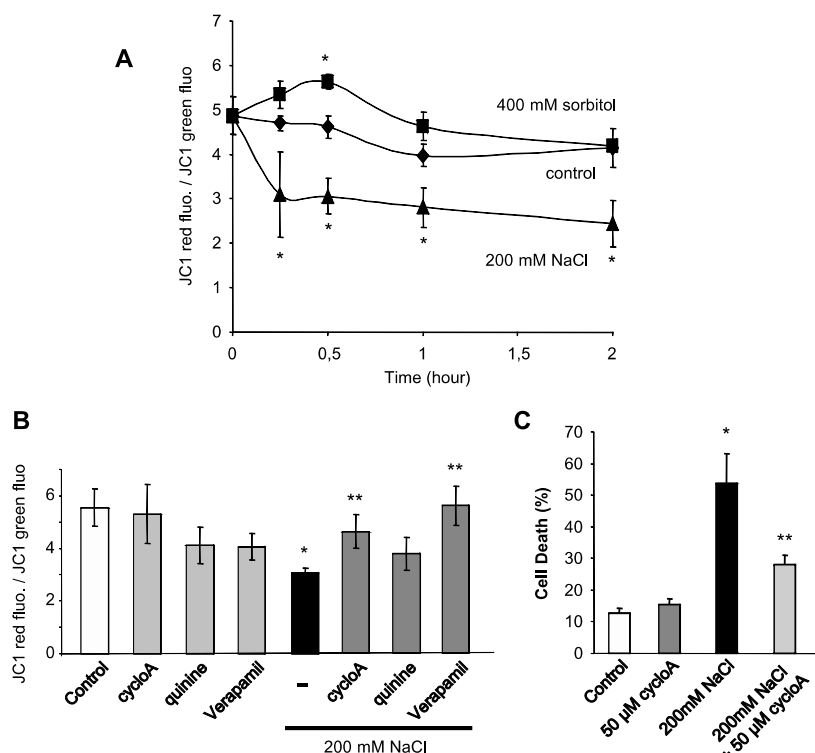 A
JC1 red fluo. / JC1 green fluo
7
6
5
4
3
2
1
0
*
*
*
*
*
400 mM sorbitol
control
200 mM NaCl
0
0,5
1
1,5
2
Time (hour)
B
JC1 red fluo. / JC1 green fluo
6
4
2
0
*
**
**
Control
cycloA
quinine
Verapamil
–
cycloA
quinine
Verapamil
200 mM NaCl
C
Cell Death (%)
70
60
50
40
30
20
10
0
*
**
Control
50 µM cycloA
200mM NaCl
200mM NaCl
+ 50 µM cycloA